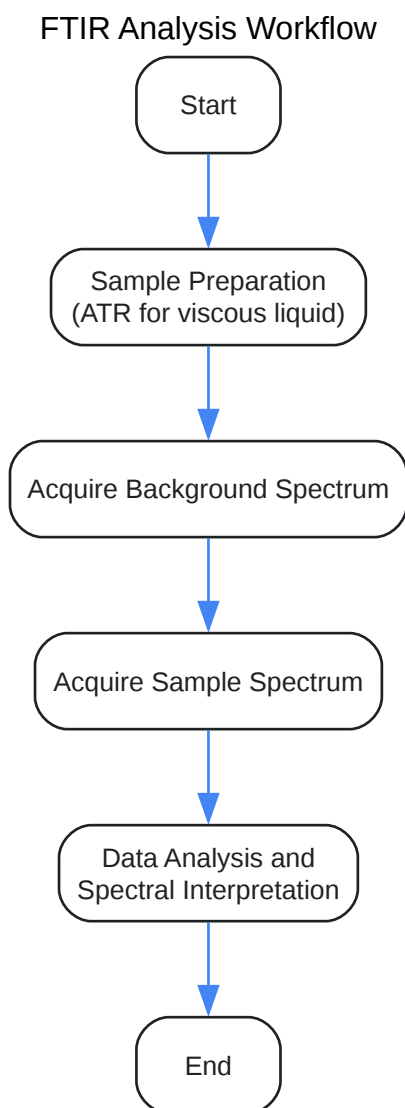 FTIR Analysis Workflow
Start
Sample Preparation
(ATR for viscous liquid)
Acquire Background Spectrum
Acquire Sample Spectrum
Data Analysis and
Spectral Interpretation
End